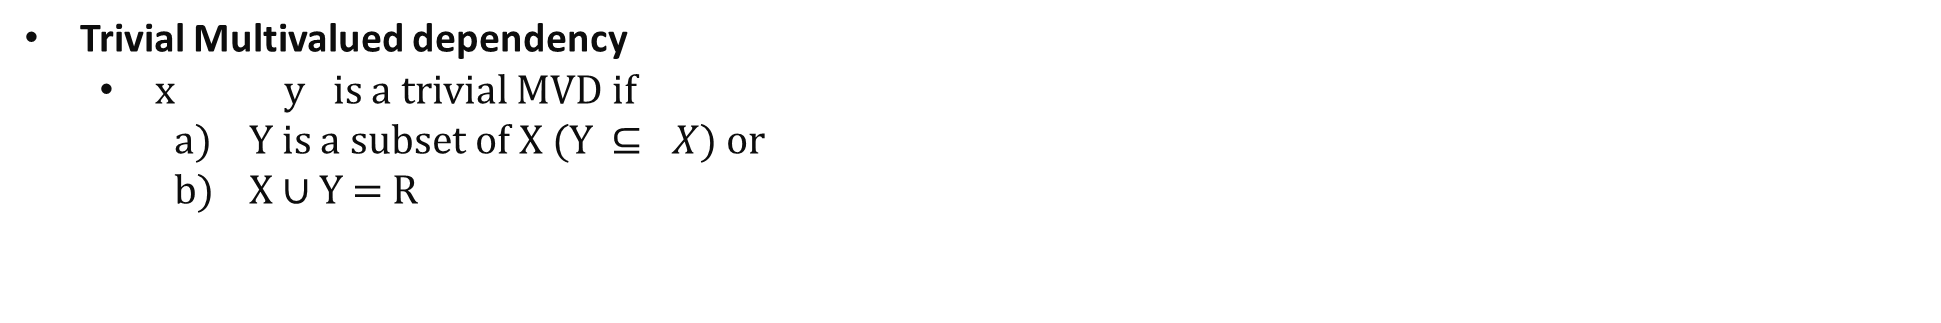 • Trivial Multivalued dependency
• x y is a trivial MVD if
a) Y is a subset of X (Y ⊆ X) or
b) X ∪ Y = R